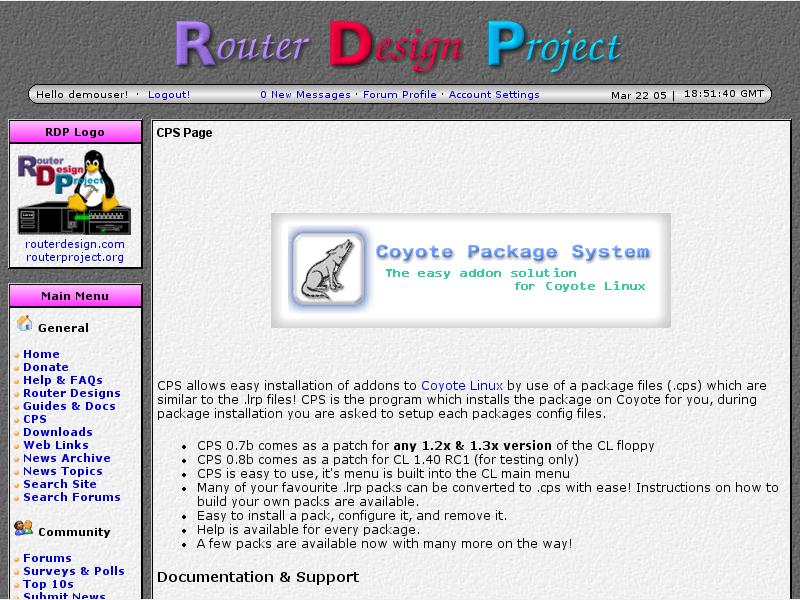 Router Design Project
Hello demouser! · Logout!
0 New Messages · Forum Profile · Account Settings
Mar 22 05 | 18:51:40 GMT
RDP Logo
Router
Design
Project
RDP
routerdesign.com
routerproject.org
Main Menu
General
Home
Donate
Help & FAQs
Router Designs
Guides & Docs
CPS
Downloads
Web Links
News Archive
News Topics
Search Site
Search Forums
Community
Forums
Surveys & Polls
Top 10s
Submit News
CPS Page
Coyote Package System
The easy addon solution
for Coyote Linux
CPS allows easy installation of addons to Coyote Linux by use of a package files (.cps) which are
similar to the .lrp files! CPS is the program which installs the package on Coyote for you, during
package installation you are asked to setup each packages config files.
• CPS 0.7b comes as a patch for any 1.2x & 1.3x version of the CL floppy
• CPS 0.8b comes as a patch for CL 1.40 RC1 (for testing only)
• CPS is easy to use, it's menu is built into the CL main menu
• Many of your favourite .lrp packs can be converted to .cps with ease! Instructions on how to
build your own packs are available.
• Easy to install a pack, configure it, and remove it.
• Help is available for every package.
• A few packs are available now with many more on the way!
Documentation & Support